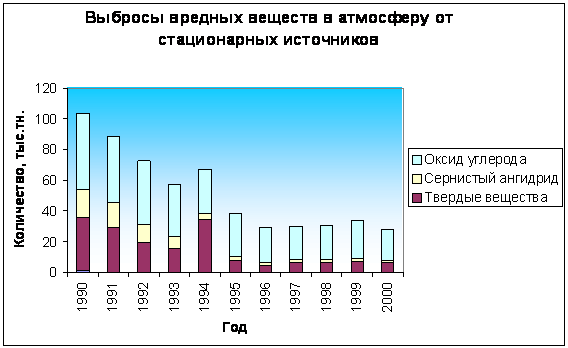 Выбросы вредных веществ в атмосферу от
стационарных источников
Количество, тыс.тн.
120
100
80
60
40
20
0
1990
1991
1992
1993
1994
1995
1996
1997
1998
1999
2000
Год
Оксид углерода
Сернистый ангидрид
Твердые вещества